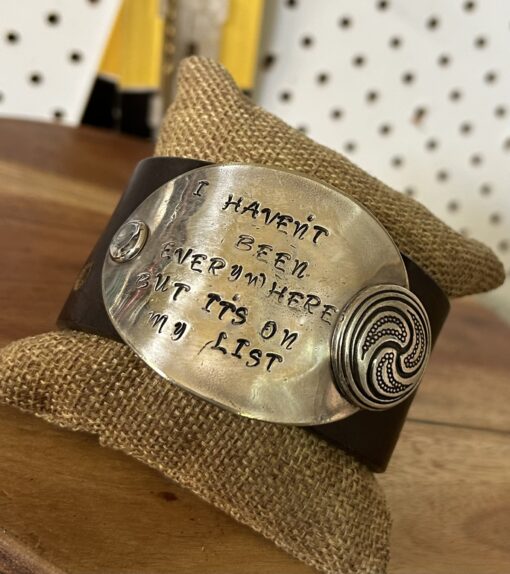 I HAVEN'T
BEEN
EVERYWHERE
BUT IT'S ON
MY LIST